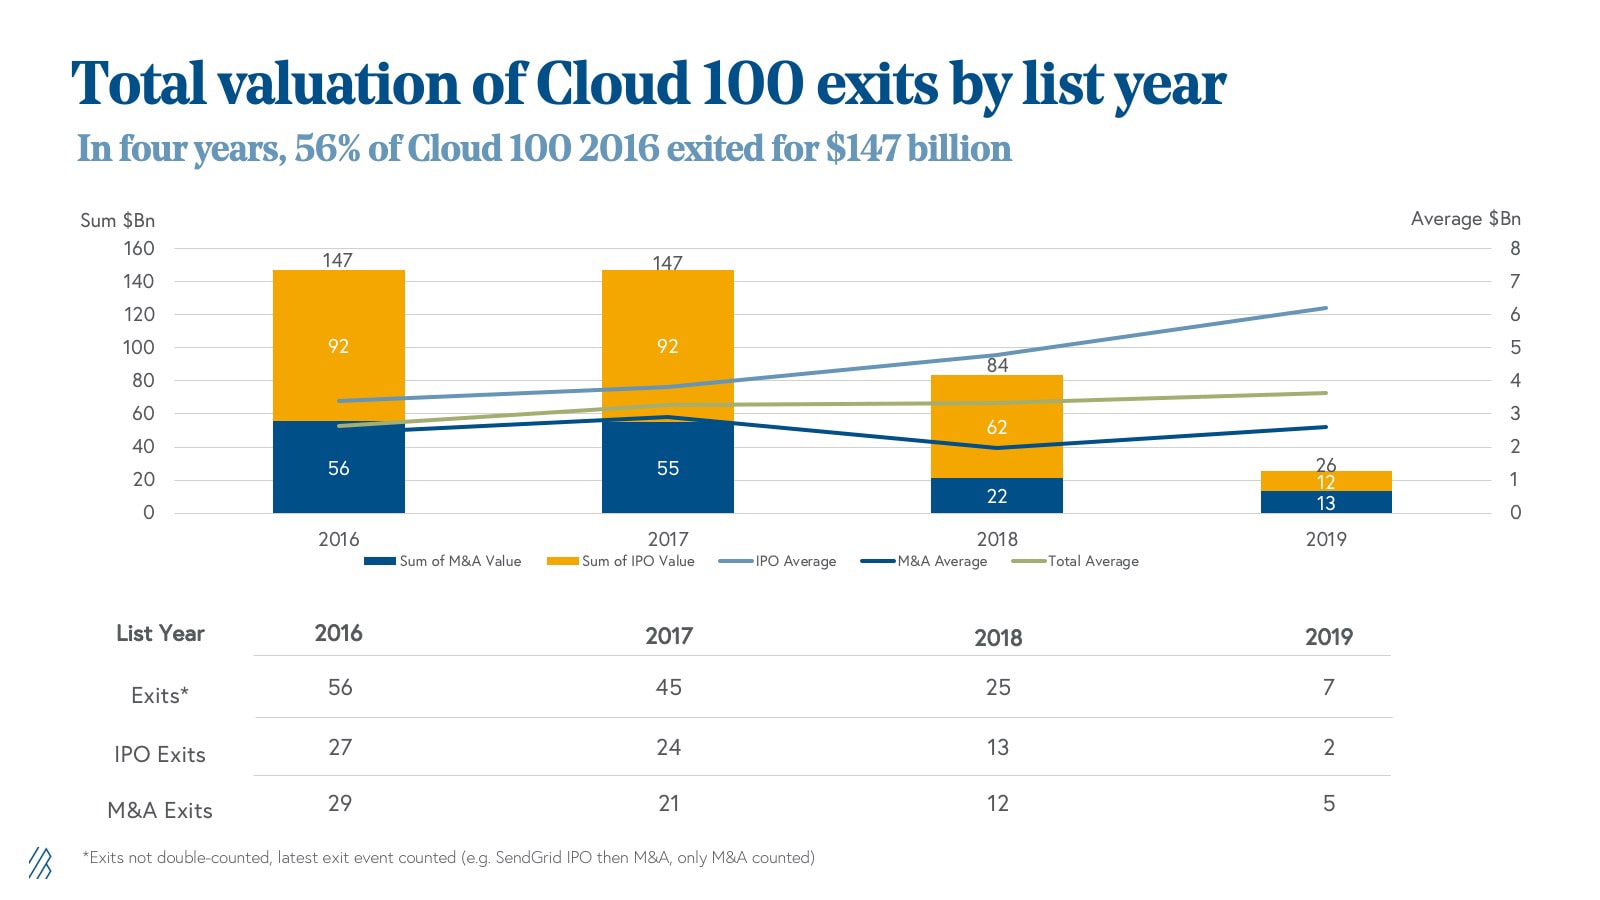 Total valuation of Cloud 100 exits by list year
In four years, 56% of Cloud 100 2016 exited for $147 billion
Sum $Bn
Average $Bn
160
140
120
100
80
60
40
20
0
8
7
6
5
4
3
2
1
0
147
92
56
147
92
55
84
62
22
26
12
13
2016
2017
2018
2019
Sum of M&A Value
Sum of IPO Value
IPO Average
M&A Average
Total Average
List Year 2016 2017 2018 2019
Exits* 56 45 25 7
IPO Exits 27 24 13 2
M&A Exits 29 21 12 5
*Exits not double-counted, latest exit event counted (e.g. SendGrid IPO then M&A, only M&A counted)